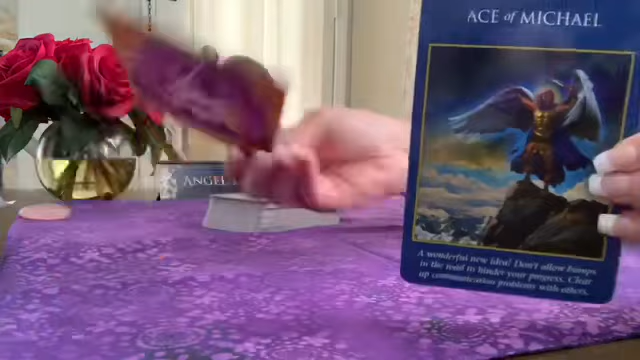 ACE of MICHAEL
A wonderful new idea! Don't allow bumps
in the road to hinder your progress. Clear
up communication problems with others.
ANGEL